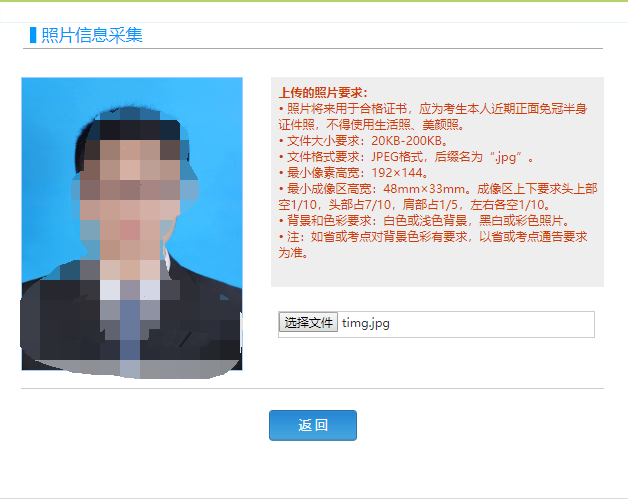 照片信息采集
上传的照片要求：
• 照片将来用于合格证书，应为考生本人近期正面免冠半身
证件照，不得使用生活照、美颜照。
• 文件大小要求：20KB-200KB。
• 文件格式要求：JPEG格式，后缀名为“.jpg”。
• 最小像素高宽：192×144。
• 最小成像区高宽：48mm×33mm。成像区上下要求头上部
空1/10，头部占7/10，肩部占1/5，左右各空1/10。
• 背景和色彩要求：白色或浅色背景，黑白或彩色照片。
• 注：如省或考点对背景色彩有要求，以省或考点通告要求
为准。
选择文件 timg.jpg
返回